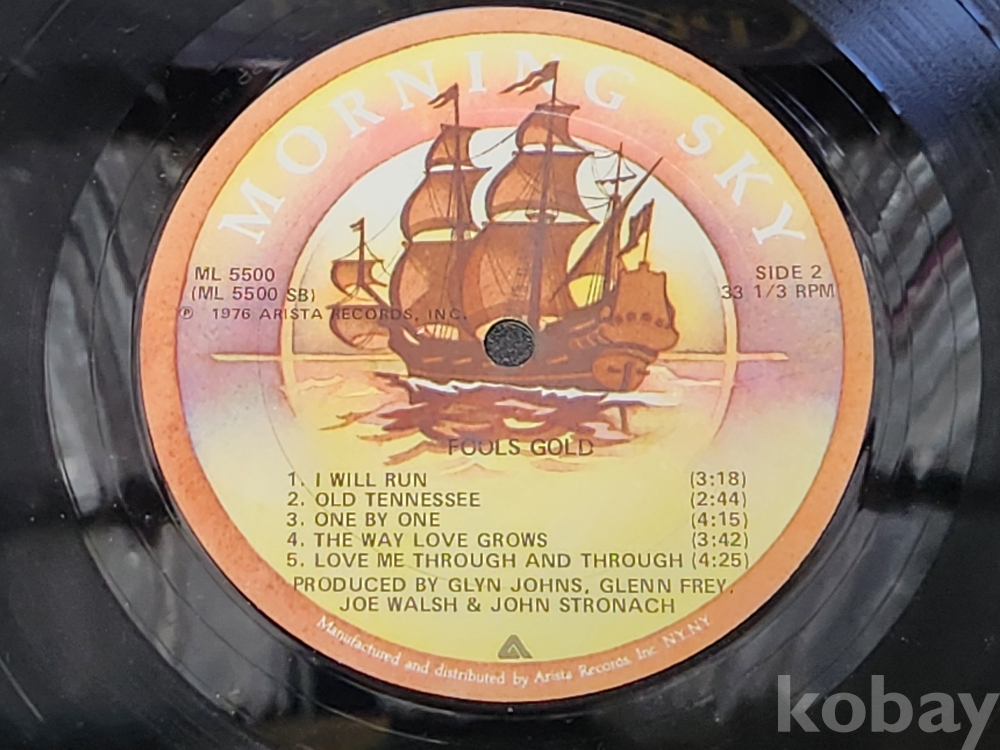 MORNING SKY
ML 5500
(ML 5500 SB)
℗ 1976 ARISTA RECORDS, INC.
SIDE 2
33 1/3 RPM
FOOLS GOLD
1. I WILL RUN (3:18)
2. OLD TENNESSEE (2:44)
3. ONE BY ONE (4:15)
4. THE WAY LOVE GROWS (3:42)
5. LOVE ME THROUGH AND THROUGH (4:25)
PRODUCED BY GLYN JOHNS, GLENN FREY,
JOE WALSH & JOHN STRONACH
Manufactured and distributed by Arista Records, Inc. NY, NY
kobay